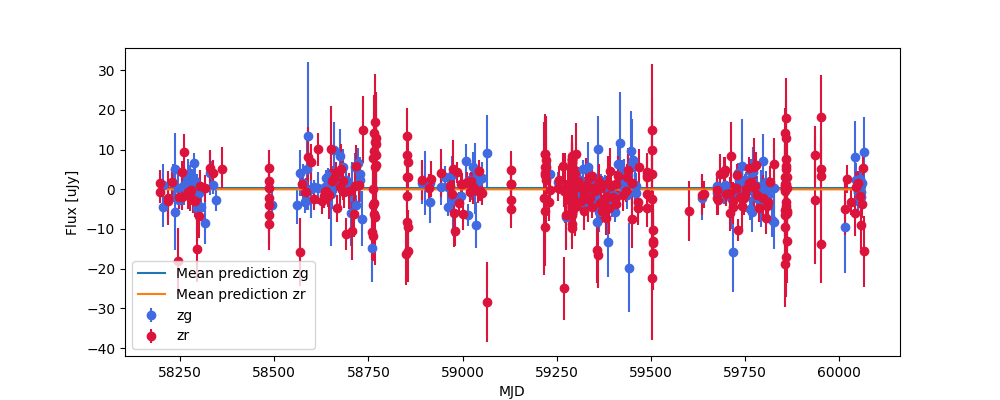 30
20
10
0
−10
−20
−30
−40
Flux [uJy]
Mean prediction zg
Mean prediction zr
zg
zr
58250 58500 58750 59000 59250 59500 59750 60000
MJD